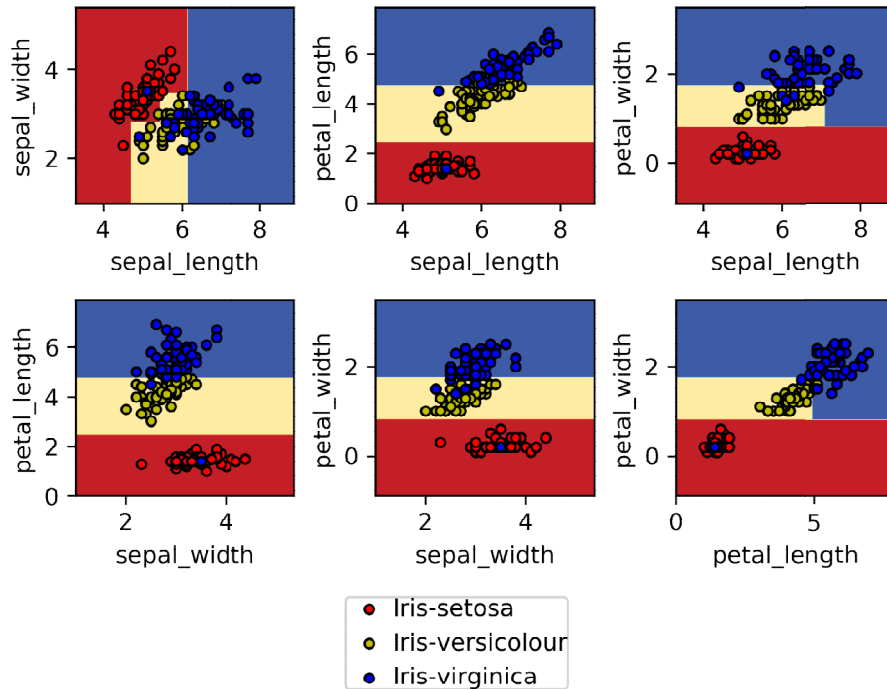 sepal_width
4
2
4
6
8
sepal_length
petal_length
6
4
2
0
4
6
8
sepal_length
petal_width
2
0
4
6
8
sepal_length
petal_length
6
4
2
0
2
4
sepal_width
petal_width
2
0
2
4
sepal_width
petal_width
2
0
0
5
petal_length
Iris-setosa
Iris-versicolour
Iris-virginica